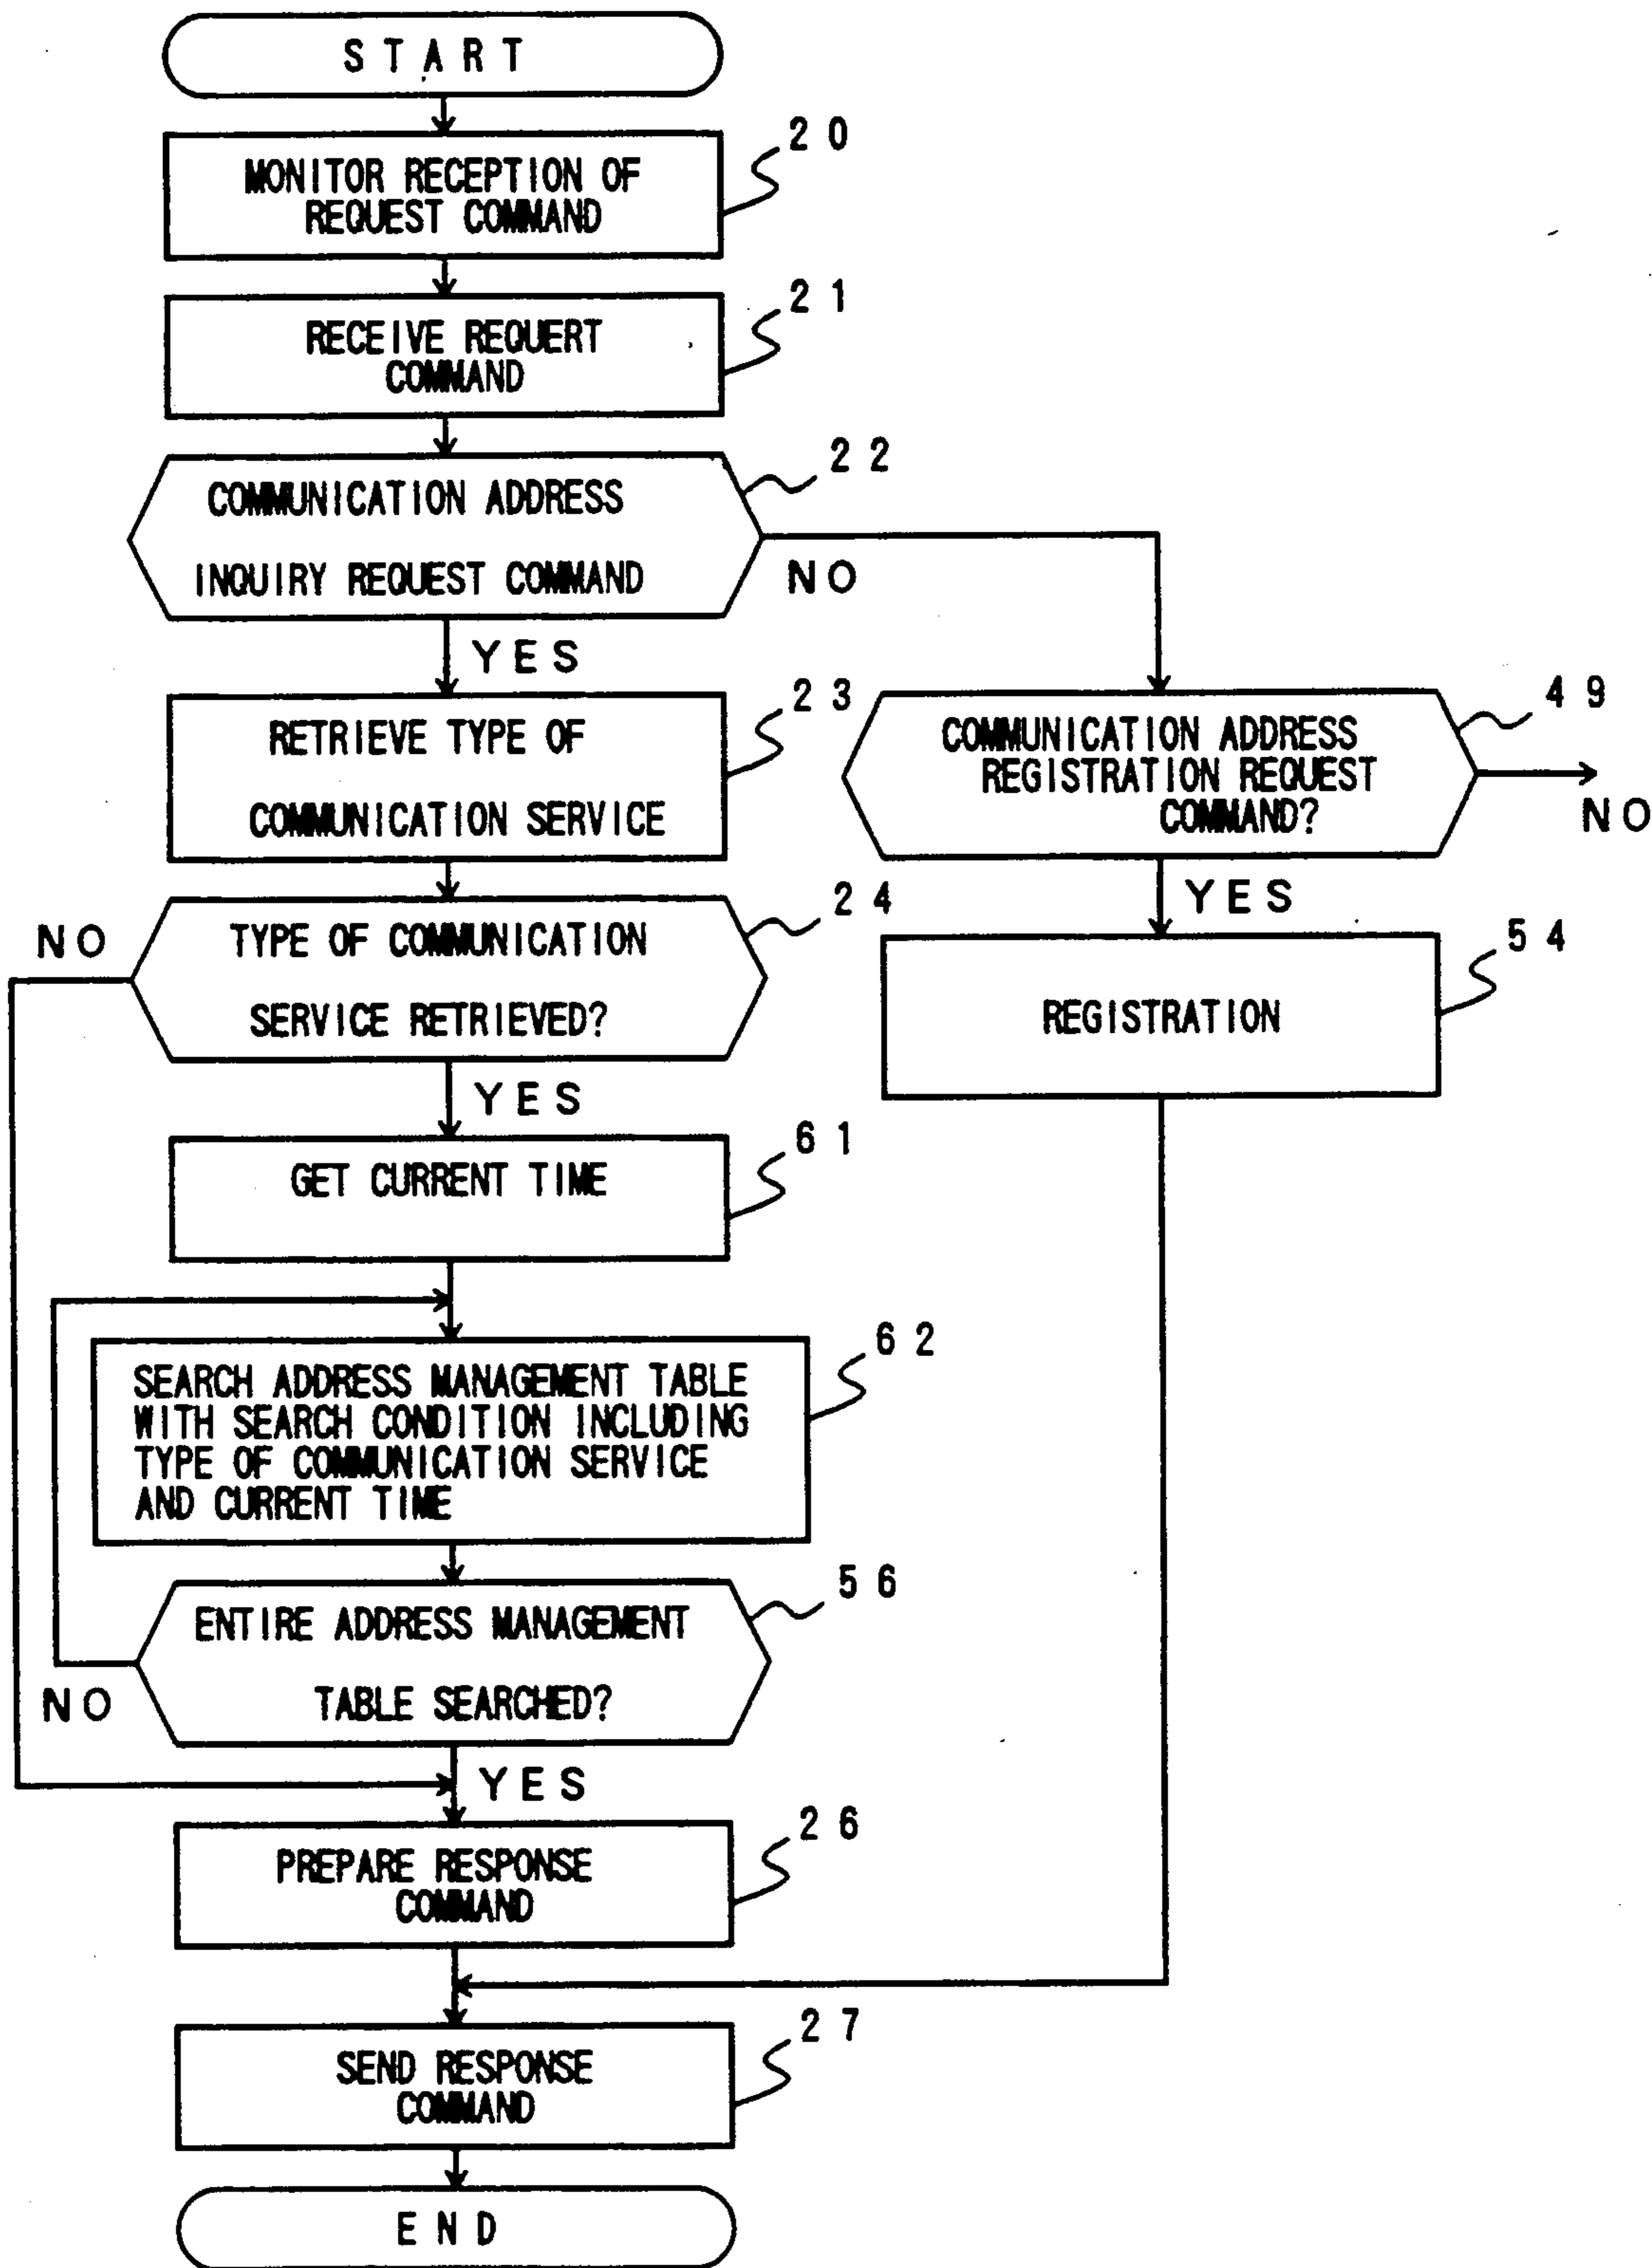 START
20
MONITOR RECEPTION OF
REQUEST COMMAND
21
RECEIVE REQUERT
COMMAND
22
COMMUNICATION ADDRESS
INQUIRY REQUEST COMMAND
NO
YES
23
RETRIEVE TYPE OF
COMMUNICATION SERVICE
49
COMMUNICATION ADDRESS
REGISTRATION REQUEST
COMMAND?
NO
YES
24
NO
TYPE OF COMMUNICATION
SERVICE RETRIEVED?
YES
54
REGISTRATION
61
GET CURRENT TIME
62
SEARCH ADDRESS MANAGEMENT TABLE
WITH SEARCH CONDITION INCLUDING
TYPE OF COMMUNICATION SERVICE
AND CURRENT TIME
56
ENTIRE ADDRESS MANAGEMENT
TABLE SEARCHED?
NO
YES
26
PREPARE RESPONSE
COMMAND
27
SEND RESPONSE
COMMAND
END